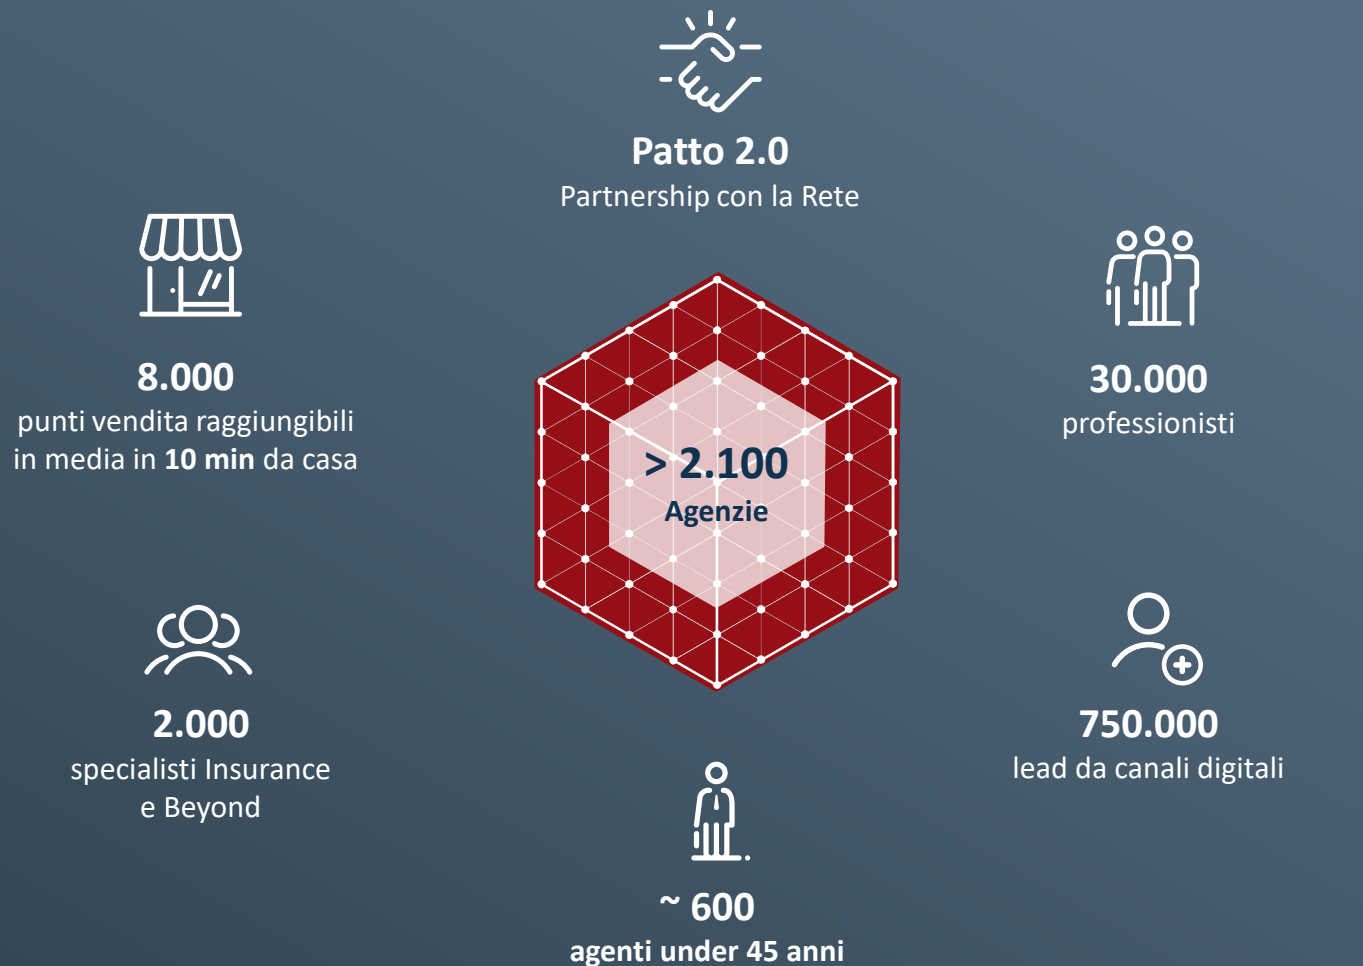 Patto 2.0
Partnership con la Rete
8.000
punti vendita raggiungibili
in media in 10 min da casa
30.000
professionisti
> 2.100
Agenzie
2.000
specialisti Insurance
e Beyond
750.000
lead da canali digitali
~ 600
agenti under 45 anni